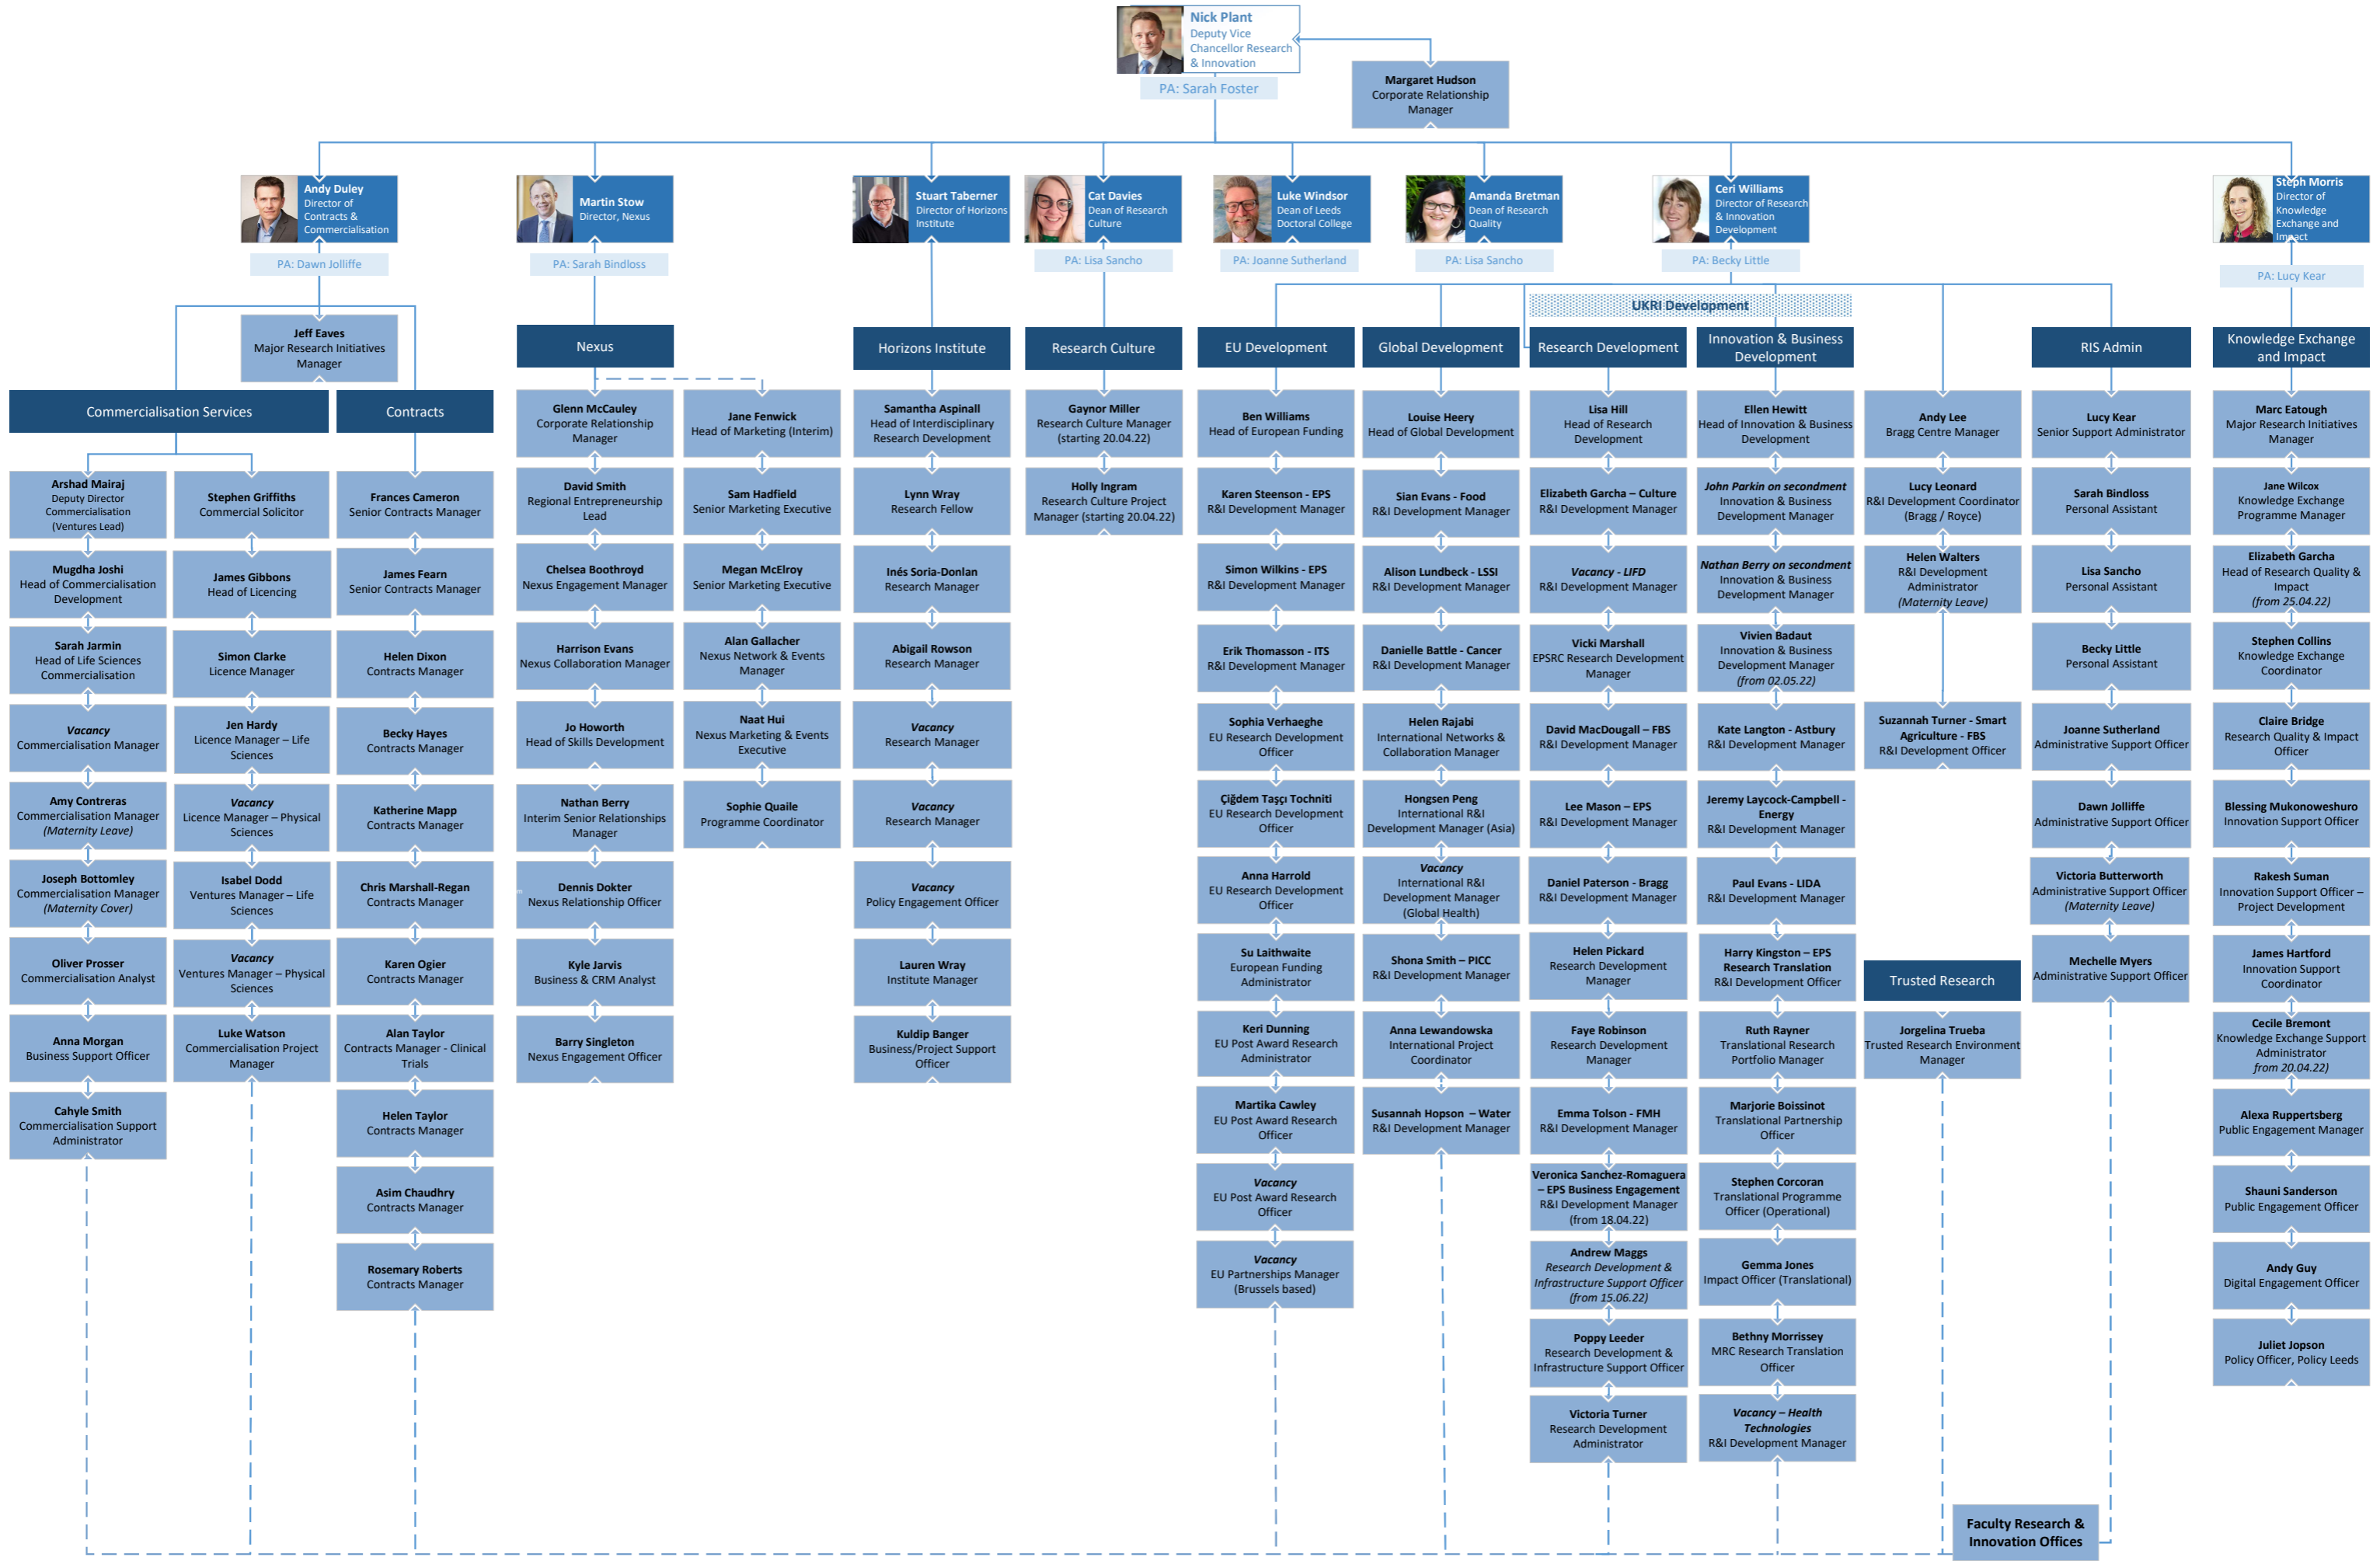 Nick Plant
Deputy Vice
Chancellor Research
& Innovation
PA: Sarah Foster
Margaret Hudson
Corporate Relationship
Manager
Andy Duley
Director of
Contracts &
Commercialisation
PA: Dawn Jolliffe
Martin Stow
Director, Nexus
PA: Sarah Bindloss
Stuart Taberner
Director of Horizons
Institute
Cat Davies
Dean of Research
Culture
PA: Lisa Sancho
Luke Windsor
Dean of Leeds
Doctoral College
PA: Joanne Sutherland
Amanda Bretman
Dean of Research
Quality
PA: Lisa Sancho
Ceri Williams
Director of Research
& Innovation
Development
PA: Becky Little
Steph Morris
Director of
Knowledge
Exchange and
Impact
PA: Lucy Kear
Jeff Eaves
Major Research Initiatives
Manager
Commercialisation Services
Arshad Mairaj
Deputy Director
Commercialisation
(Ventures Lead)
Mugdha Joshi
Head of Commercialisation
Development
Sarah Jarmin
Head of Life Sciences
Commercialisation
Vacancy
Commercialisation Manager
Amy Contreras
Commercialisation Manager
(Maternity Leave)
Joseph Bottomley
Commercialisation Manager
(Maternity Cover)
Oliver Prosser
Commercialisation Analyst
Anna Morgan
Business Support Officer
Cahyle Smith
Commercialisation Support
Administrator
Stephen Griffiths
Commercial Solicitor
James Gibbons
Head of Licencing
Simon Clarke
Licence Manager
Jen Hardy
Licence Manager – Life
Sciences
Vacancy
Licence Manager – Physical
Sciences
Isabel Dodd
Ventures Manager – Life
Sciences
Vacancy
Ventures Manager – Physical
Sciences
Luke Watson
Commercialisation Project
Manager
Contracts
Frances Cameron
Senior Contracts Manager
James Fearn
Senior Contracts Manager
Helen Dixon
Contracts Manager
Becky Hayes
Contracts Manager
Katherine Mapp
Contracts Manager
Chris Marshall-Regan
Contracts Manager
Karen Ogier
Contracts Manager
Alan Taylor
Contracts Manager - Clinical
Trials
Helen Taylor
Contracts Manager
Asim Chaudhry
Contracts Manager
Rosemary Roberts
Contracts Manager
Nexus
Glenn McCauley
Corporate Relationship
Manager
David Smith
Regional Entrepreneurship
Lead
Chelsea Boothroyd
Nexus Engagement Manager
Harrison Evans
Nexus Collaboration Manager
Jo Howorth
Head of Skills Development
Nathan Berry
Interim Senior Relationships
Manager
Dennis Dokter
Nexus Relationship Officer
Kyle Jarvis
Business & CRM Analyst
Barry Singleton
Nexus Engagement Officer
Jane Fenwick
Head of Marketing (Interim)
Sam Hadfield
Senior Marketing Executive
Megan McElroy
Senior Marketing Executive
Alan Gallacher
Nexus Network & Events
Manager
Naat Hui
Nexus Marketing & Events
Executive
Sophie Quaile
Programme Coordinator
Horizons Institute
Samantha Aspinall
Head of Interdisciplinary
Research Development
Lynn Wray
Research Fellow
Inés Soria-Donlan
Research Manager
Abigail Rowson
Research Manager
Vacancy
Research Manager
Vacancy
Research Manager
Vacancy
Policy Engagement Officer
Lauren Wray
Institute Manager
Kuldip Banger
Business/Project Support
Officer
Research Culture
Gaynor Miller
Research Culture Manager
(starting 20.04.22)
Holly Ingram
Research Culture Project
Manager (starting 20.04.22)
UKRI Development
EU Development
Ben Williams
Head of European Funding
Karen Steenson - EPS
R&I Development Manager
Simon Wilkins - EPS
R&I Development Manager
Erik Thomasson - ITS
R&I Development Manager
Sophia Verhaeghe
EU Research Development
Officer
Çiğdem Taşçı Tochniti
EU Research Development
Officer
Anna Harrold
EU Research Development
Officer
Su Laithwaite
European Funding
Administrator
Keri Dunning
EU Post Award Research
Administrator
Martika Cawley
EU Post Award Research
Officer
Vacancy
EU Post Award Research
Officer
Vacancy
EU Partnerships Manager
(Brussels based)
Global Development
Louise Heery
Head of Global Development
Sian Evans - Food
R&I Development Manager
Alison Lundbeck - LSSI
R&I Development Manager
Danielle Battle - Cancer
R&I Development Manager
Helen Rajabi
International Networks &
Collaboration Manager
Hongsen Peng
International R&I
Development Manager (Asia)
Vacancy
International R&I
Development Manager
(Global Health)
Shona Smith – PICC
R&I Development Manager
Anna Lewandowska
International Project
Coordinator
Susannah Hopson – Water
R&I Development Manager
Research Development
Lisa Hill
Head of Research
Development
Elizabeth Garcha – Culture
R&I Development Manager
Vacancy - LIFD
R&I Development Manager
Vicki Marshall
EPSRC Research Development
Manager
David MacDougall – FBS
R&I Development Manager
Lee Mason – EPS
R&I Development Manager
Daniel Paterson - Bragg
R&I Development Manager
Helen Pickard
Research Development
Manager
Faye Robinson
Research Development
Manager
Emma Tolson - FMH
R&I Development Manager
Veronica Sanchez-Romaguera
– EPS Business Engagement
R&I Development Manager
(from 18.04.22)
Andrew Maggs
Research Development &
Infrastructure Support Officer
(from 15.06.22)
Poppy Leeder
Research Development &
Infrastructure Support Officer
Victoria Turner
Research Development
Administrator
Innovation & Business
Development
Ellen Hewitt
Head of Innovation & Business
Development
John Parkin on secondment
Innovation & Business
Development Manager
Nathan Berry on secondment
Innovation & Business
Development Manager
Vivien Badaut
Innovation & Business
Development Manager
(from 02.05.22)
Kate Langton - Astbury
R&I Development Manager
Jeremy Laycock-Campbell -
Energy
R&I Development Manager
Paul Evans - LIDA
R&I Development Manager
Harry Kingston – EPS
Research Translation
R&I Development Officer
Ruth Rayner
Translational Research
Portfolio Manager
Marjorie Boissinot
Translational Partnership
Officer
Stephen Corcoran
Translational Programme
Officer (Operational)
Gemma Jones
Impact Officer (Translational)
Bethny Morrissey
MRC Research Translation
Officer
Vacancy – Health
Technologies
R&I Development Manager
Andy Lee
Bragg Centre Manager
Lucy Leonard
R&I Development Coordinator
(Bragg / Royce)
Helen Walters
R&I Development
Administrator
(Maternity Leave)
Suzannah Turner - Smart
Agriculture - FBS
R&I Development Officer
Trusted Research
Jorgelina Trueba
Trusted Research Environment
Manager
RIS Admin
Lucy Kear
Senior Support Administrator
Sarah Bindloss
Personal Assistant
Lisa Sancho
Personal Assistant
Becky Little
Personal Assistant
Joanne Sutherland
Administrative Support Officer
Dawn Jolliffe
Administrative Support Officer
Victoria Butterworth
Administrative Support Officer
(Maternity Leave)
Mechelle Myers
Administrative Support Officer
Knowledge Exchange
and Impact
Marc Eatough
Major Research Initiatives
Manager
Jane Wilcox
Knowledge Exchange
Programme Manager
Elizabeth Garcha
Head of Research Quality &
Impact
(from 25.04.22)
Stephen Collins
Knowledge Exchange
Coordinator
Claire Bridge
Research Quality & Impact
Officer
Blessing Mukonoweshuro
Innovation Support Officer
Rakesh Suman
Innovation Support Officer –
Project Development
James Hartford
Innovation Support
Coordinator
Cecile Bremont
Knowledge Exchange Support
Administrator
from 20.04.22)
Alexa Ruppertsberg
Public Engagement Manager
Shauni Sanderson
Public Engagement Officer
Andy Guy
Digital Engagement Officer
Juliet Jopson
Policy Officer, Policy Leeds
Faculty Research &
Innovation Offices